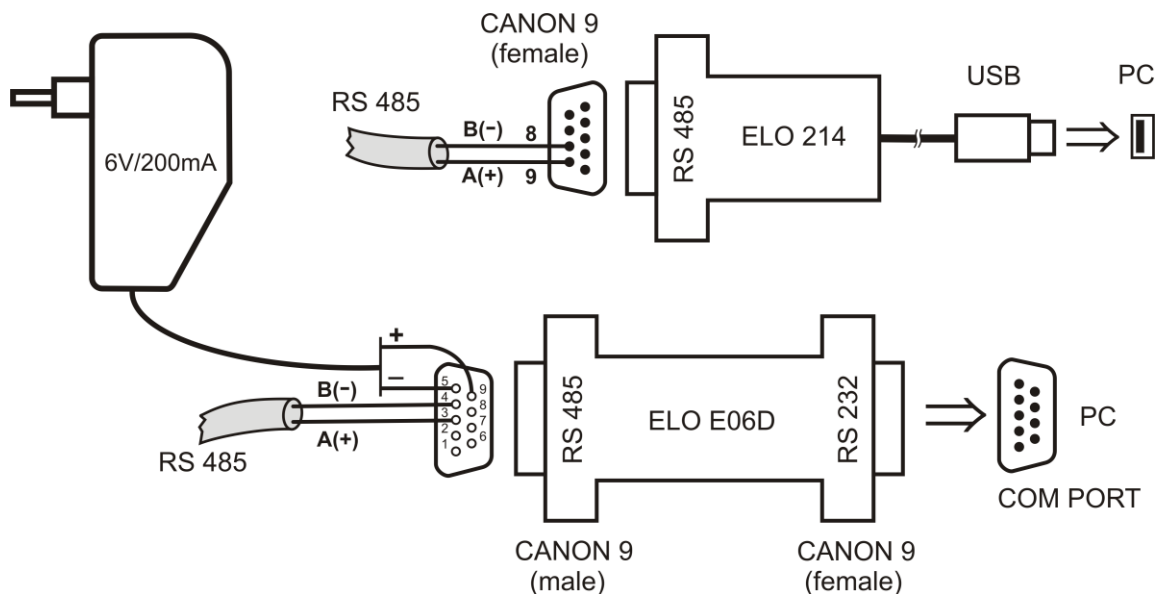 CANON 9
(female)
RS 485
B(−) 8
A(+) 9
RS 485
ELO 214
USB
PC
6V/200mA
+
−
B(−)
A(+)
RS 485
5
4
3
2
1
9
8
7
6
RS 485
ELO E06D
RS 232
PC
COM PORT
CANON 9
(male)
CANON 9
(female)